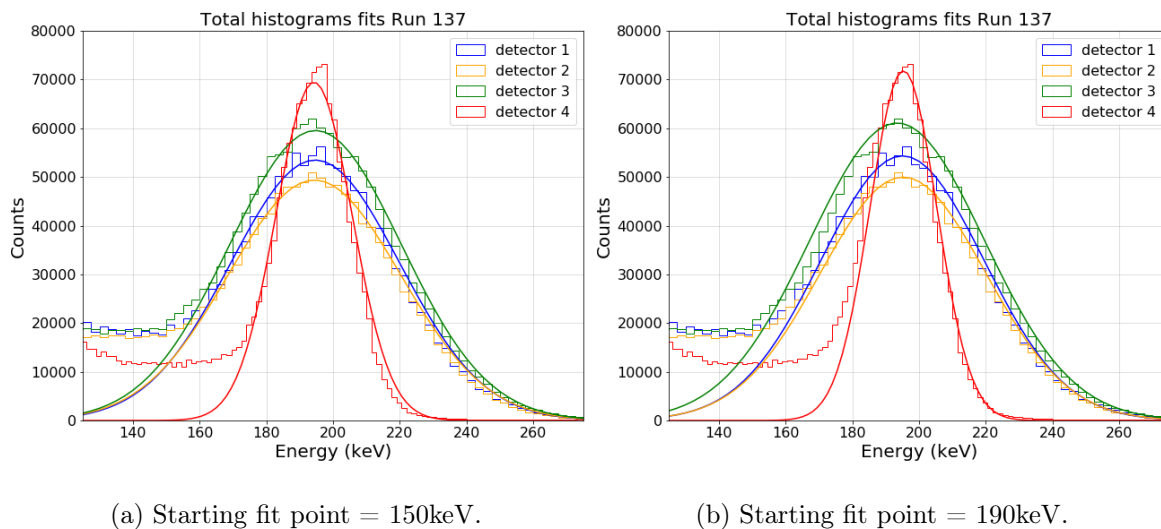 Total histograms fits Run 137
80000
70000
60000
50000
40000
30000
20000
10000
0
Counts
detector 1
detector 2
detector 3
detector 4
140 160 180 200 220 240 260
Energy (keV)
(a) Starting fit point = 150keV.
Total histograms fits Run 137
80000
70000
60000
50000
40000
30000
20000
10000
0
Counts
detector 1
detector 2
detector 3
detector 4
140 160 180 200 220 240 260
Energy (keV)
(b) Starting fit point = 190keV.